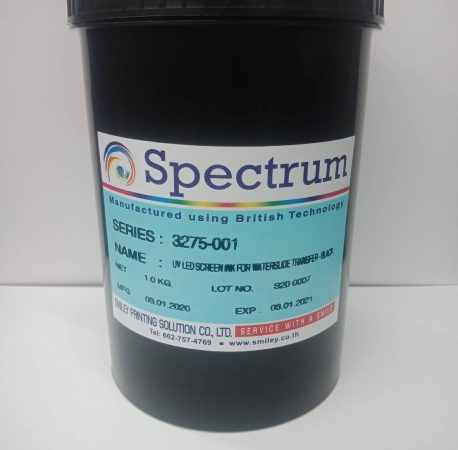 Spectrum
Manufactured using British Technology
SERIES : 3275-001
NAME : UV LED SCREEN INK FOR WATERSLIDE TRANSFER-BLACK
NET 1.0 KG. LOT NO. : S20 0007
MFG 09.01.2020 EXP : 09.01.2021
SMILEY PRINTING SOLUTION CO., LTD. SERVICE WITH A SMILE
Tel: 662-757-4769 ■ www.smiley.co.th